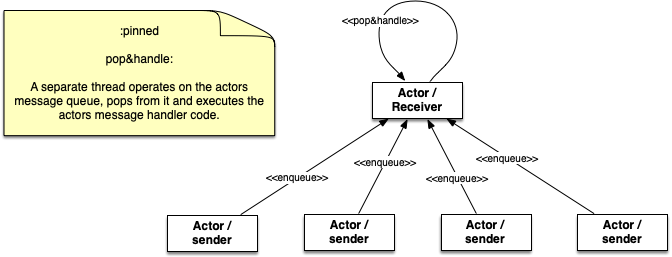 :pinned
pop&handle:
A separate thread operates on the actors
message queue, pops from it and executes the
actors message handler code.
<<pop&handle>>
Actor /
Receiver
<<enqueue>>
<<enqueue>>
<<enqueue>>
<<enqueue>>
Actor /
sender
Actor /
sender
Actor /
sender
Actor /
sender